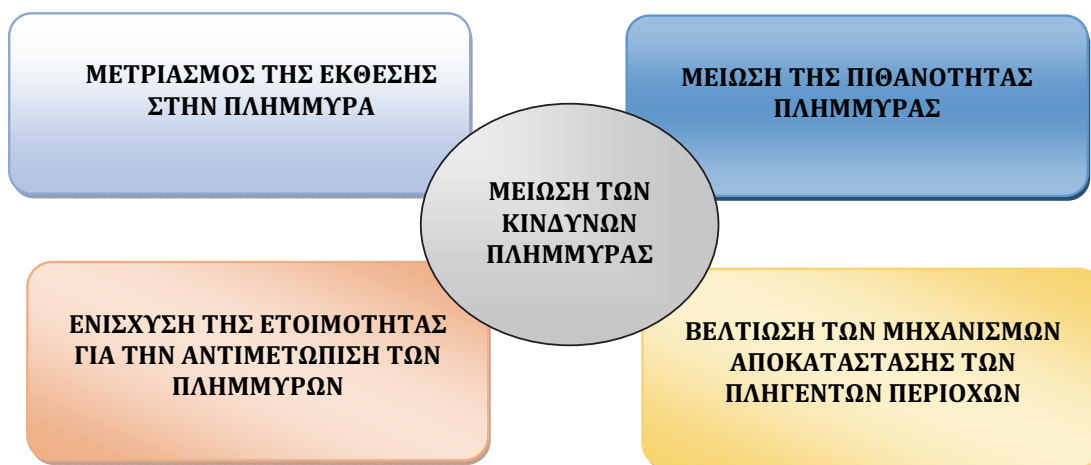 ΜΕΤΡΙΑΣΜΟΣ ΤΗΣ ΕΚΘΕΣΗΣ
ΣΤΗΝ ΠΛΗΜΜΥΡΑ
ΜΕΙΩΣΗ ΤΗΣ ΠΙΘΑΝΟΤΗΤΑΣ
ΠΛΗΜΜΥΡΑΣ
ΜΕΙΩΣΗ ΤΩΝ
ΚΙΝΔΥΝΩΝ
ΠΛΗΜΜΥΡΑΣ
ΕΝΙΣΧΥΣΗ ΤΗΣ ΕΤΟΙΜΟΤΗΤΑΣ
ΓΙΑ ΤΗΝ ΑΝΤΙΜΕΤΩΠΙΣΗ ΤΩΝ
ΠΛΗΜΜΥΡΩΝ
ΒΕΛΤΙΩΣΗ ΤΩΝ ΜΗΧΑΝΙΣΜΩΝ
ΑΠΟΚΑΤΑΣΤΑΣΗΣ ΤΩΝ
ΠΛΗΓΕΝΤΩΝ ΠΕΡΙΟΧΩΝ